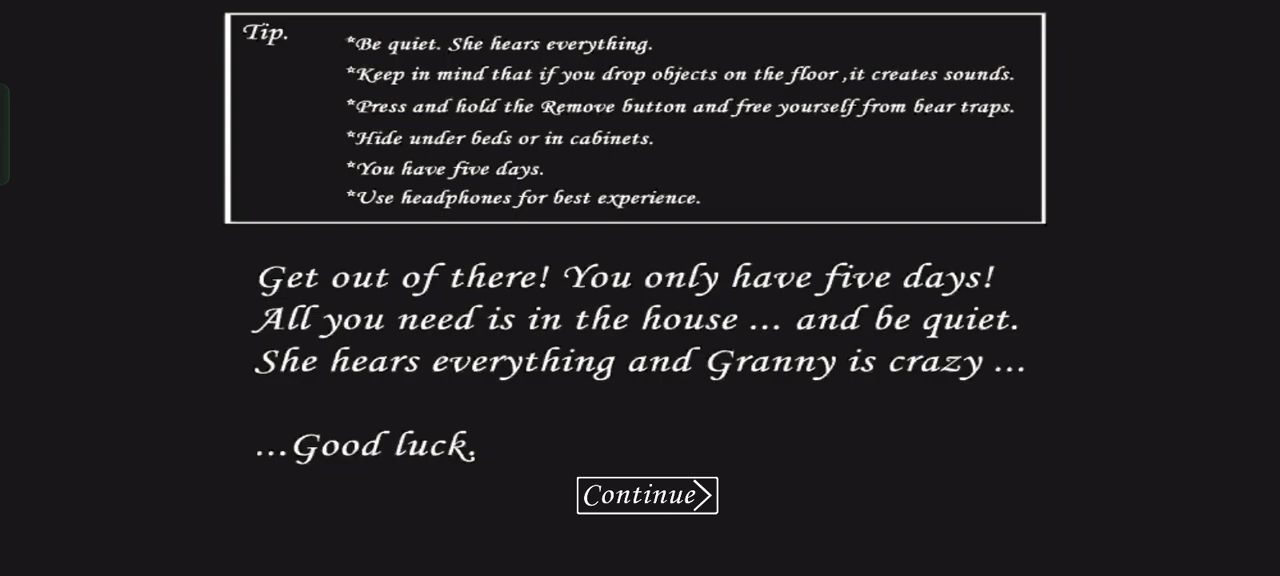 Tip.
*Be quiet. She hears everything.
*Keep in mind that if you drop objects on the floor ,it creates sounds.
*Press and hold the Remove button and free yourself from bear traps.
*Hide under beds or in cabinets.
*You have five days.
*Use headphones for best experience.
Get out of there! You only have five days!
All you need is in the house ... and be quiet.
She hears everything and Granny is crazy ...
...Good luck.
Continue>